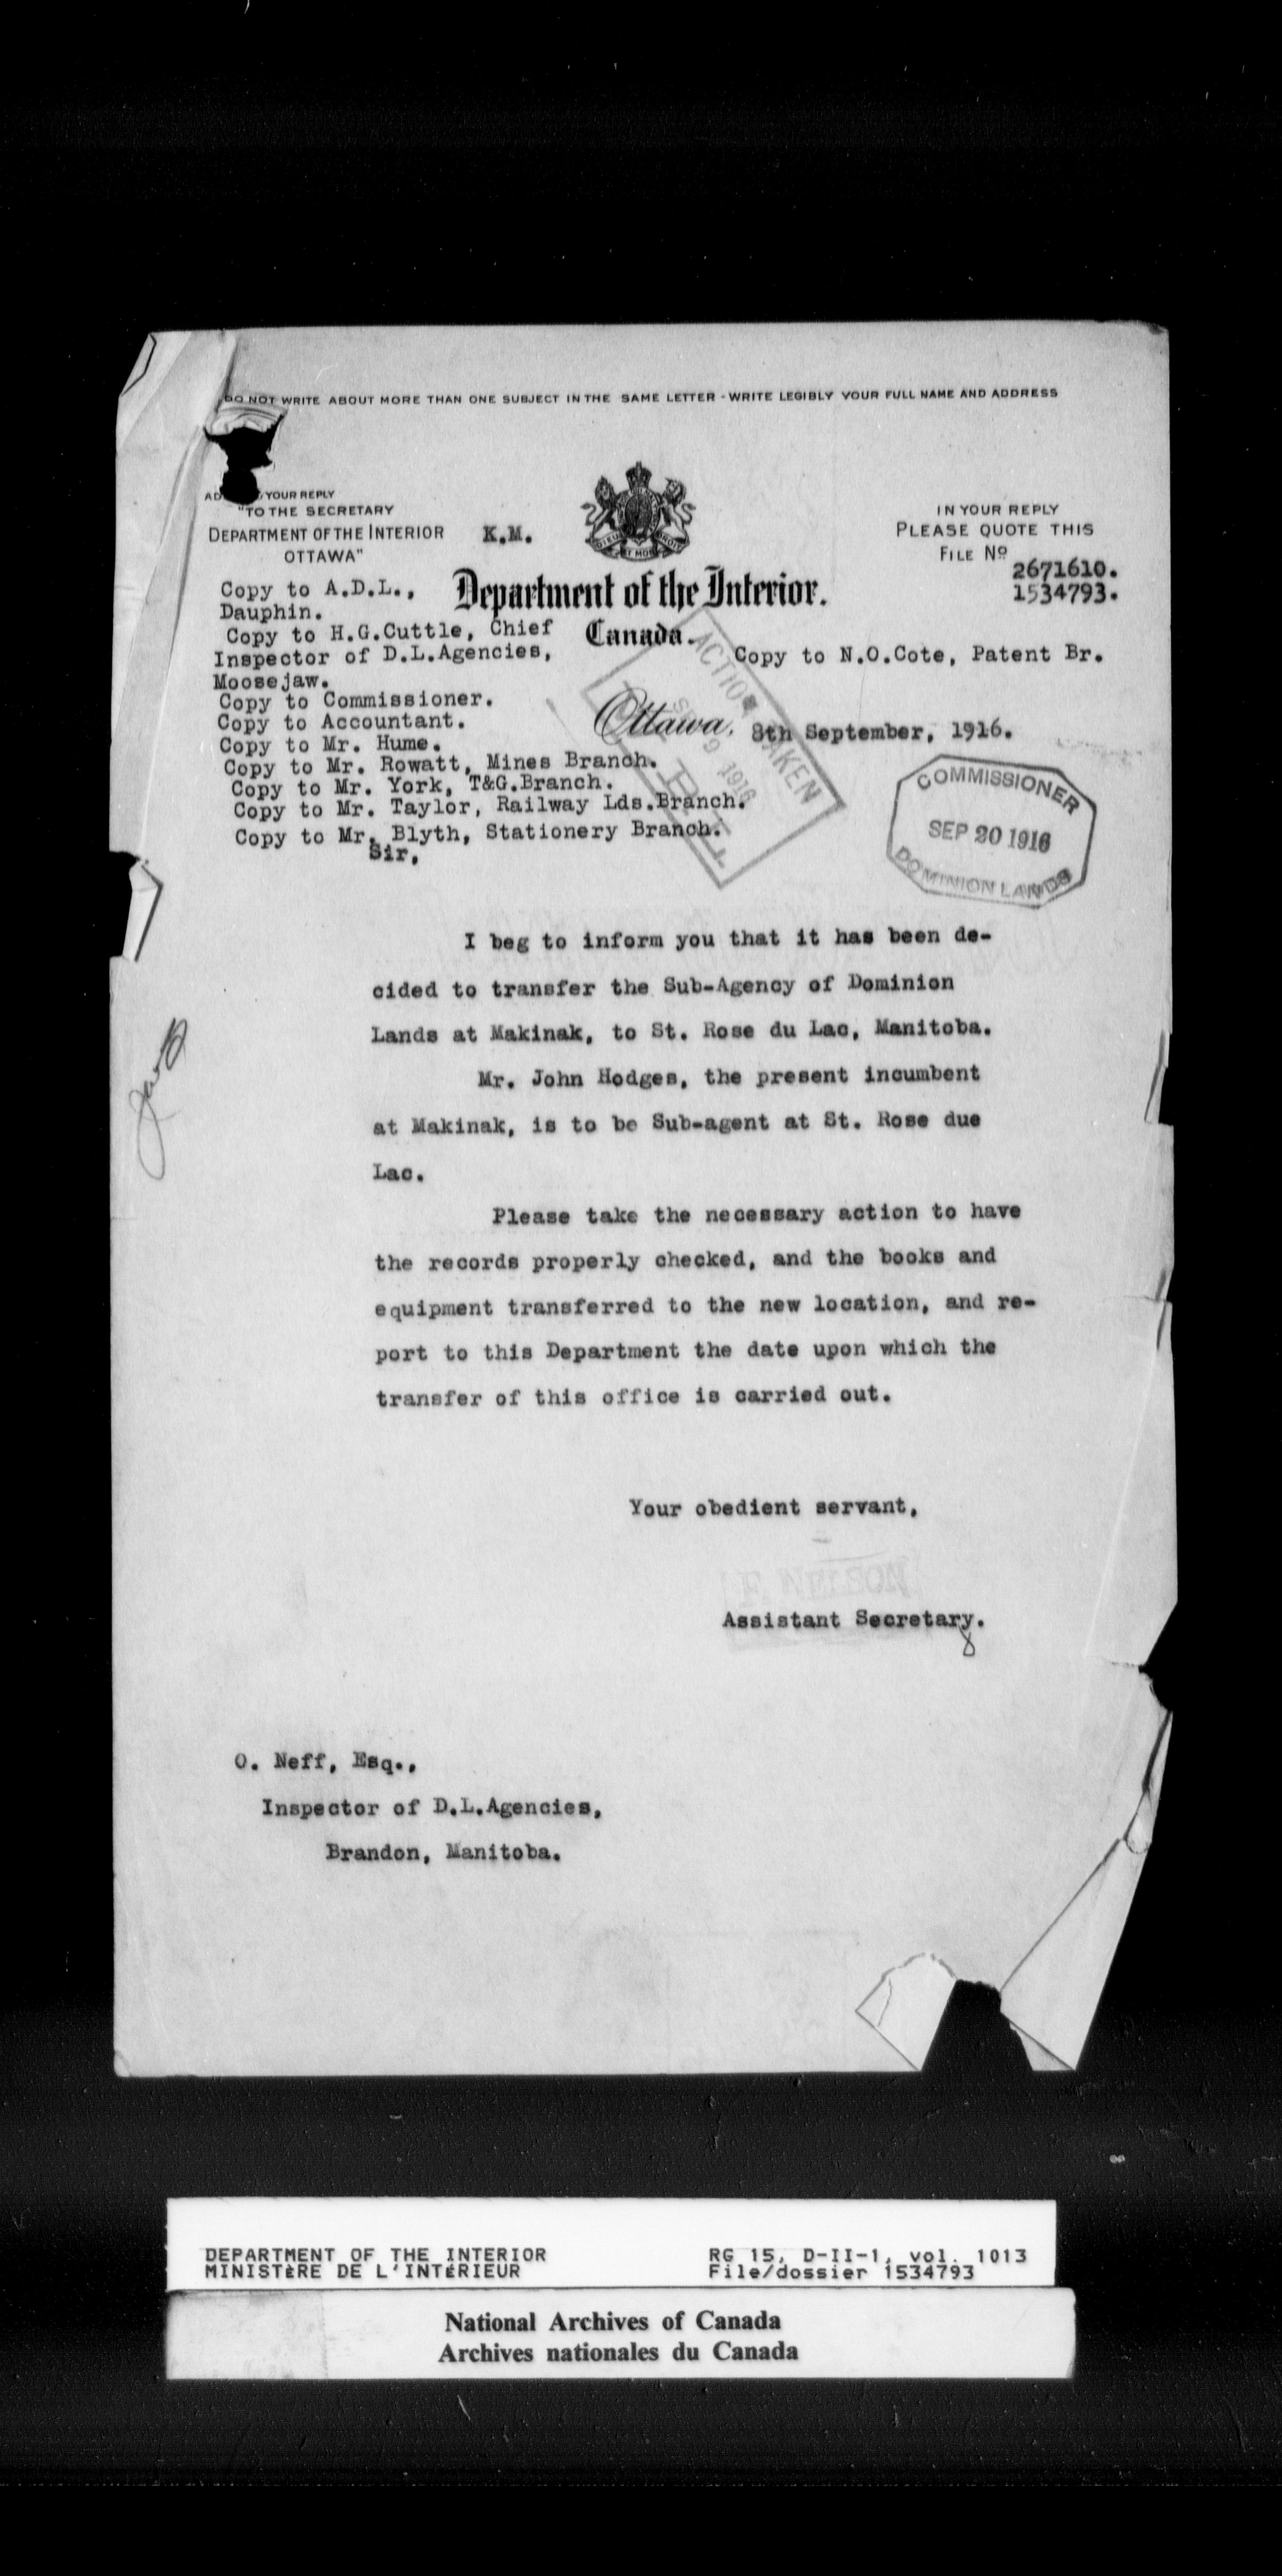 DO NOT WRITE ABOUT MORE THAN ONE SUBJECT IN THE SAME LETTER - WRITE LEGIBLY YOUR FULL NAME AND ADDRESS
YOUR REPLY
"TO THE SECRETARY
DEPARTMENT OF THE INTERIOR
OTTAWA"
K.M.
IN YOUR REPLY
PLEASE QUOTE THIS
FILE No
2671610.
1534793.
Department of the Interior.
Canada.
Copy to A.D.L.,
Dauphin.
Copy to H.G.Cuttle, Chief
Inspector of D.L.Agencies,
Moosejaw.
Copy to Commissioner.
Copy to Accountant.
Copy to Mr. Hume.
Copy to Mr. Rowatt, Mines Branch.
Copy to Mr. York, T&G.Branch.
Copy to Mr. Taylor, Railway Lds.Branch.
Copy to Mr. Blyth, Stationery Branch.
Copy to N.O.Cote, Patent Br.
Ottawa, 8th September, 1916.
ACTION TAKEN
1916
COMMISSIONER
SEP 20 1916
DOMINION LANDS
Sir,
I beg to inform you that it has been de-
cided to transfer the Sub-Agency of Dominion
Lands at Makinak, to St. Rose du Lac, Manitoba.
Mr. John Hodges, the present incumbent
at Makinak, is to be Sub-agent at St. Rose due
Lac.
Please take the necessary action to have
the records properly checked, and the books and
equipment transferred to the new location, and re-
port to this Department the date upon which the
transfer of this office is carried out.
Your obedient servant,
Assistant Secretary.
O. Neff, Esq.,
Inspector of D.L.Agencies,
Brandon, Manitoba.
DEPARTMENT OF THE INTERIOR
MINISTÈRE DE L'INTÉRIEUR
RG 15, D-II-1, vol. 1013
File/dossier 1534793
National Archives of Canada
Archives nationales du Canada